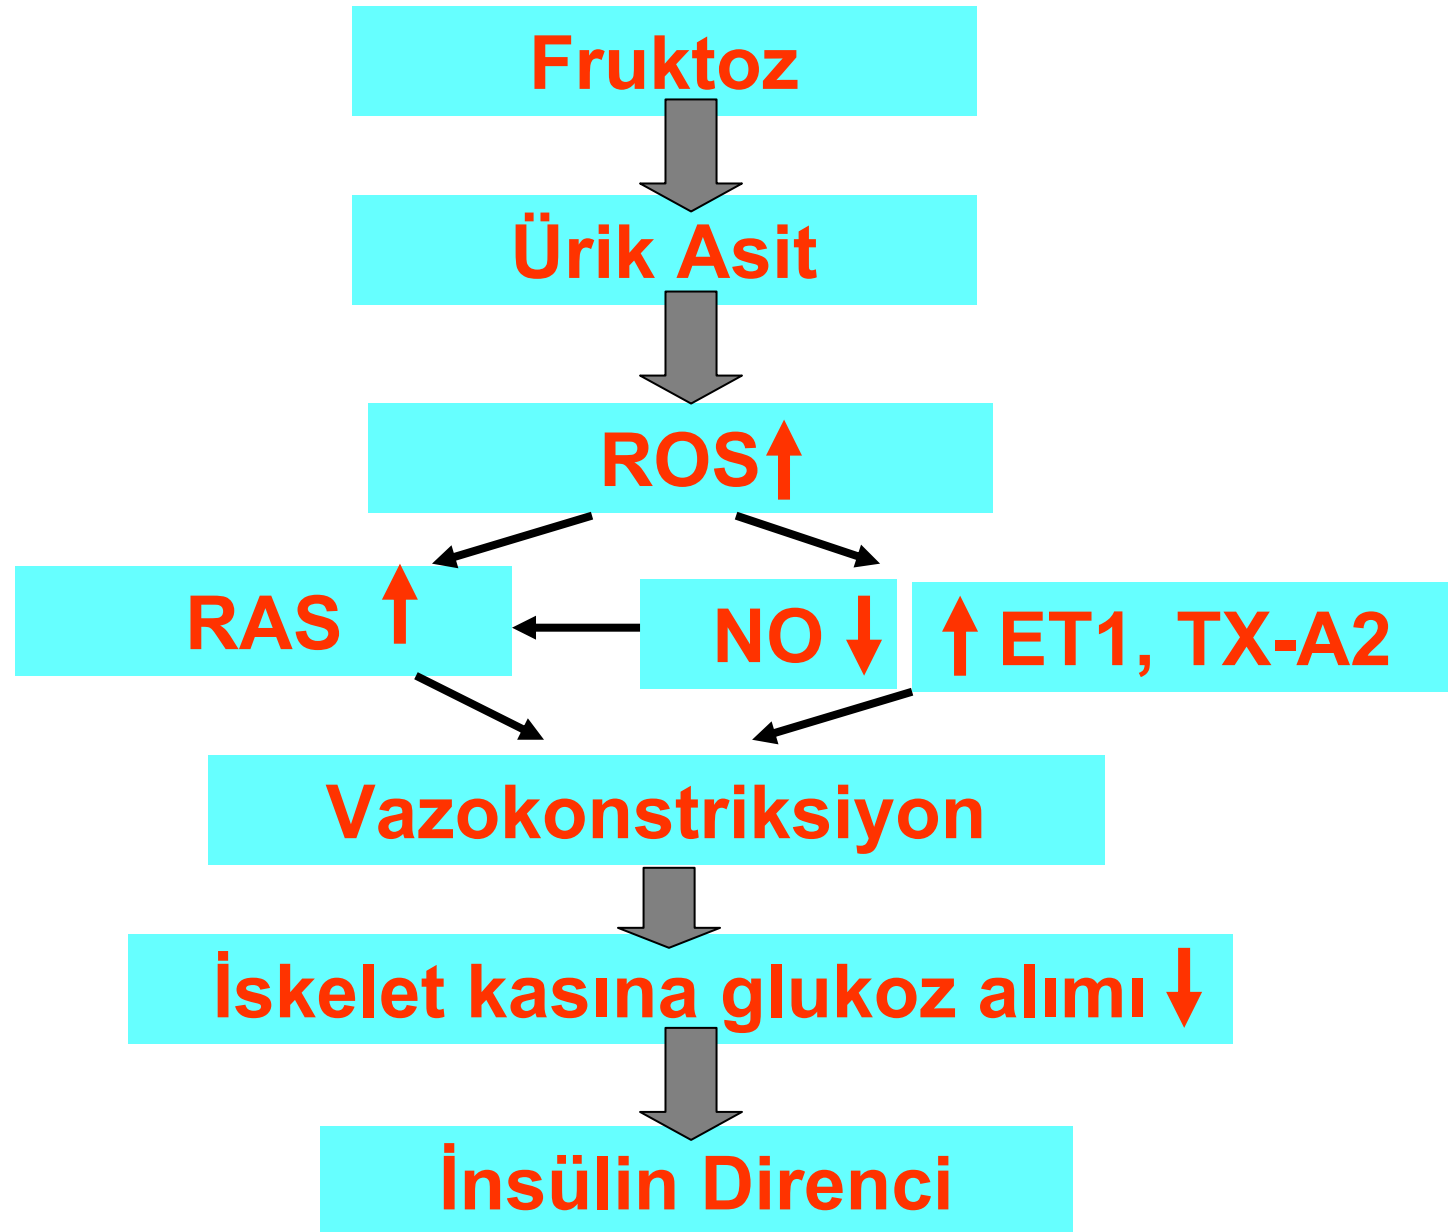 Fruktoz
Ürik Asit
ROS
RAS
NO
ET1, TX-A2
Vazokonstriksiyon
İskelet kasına glukoz alımı
İnsülin Direnci